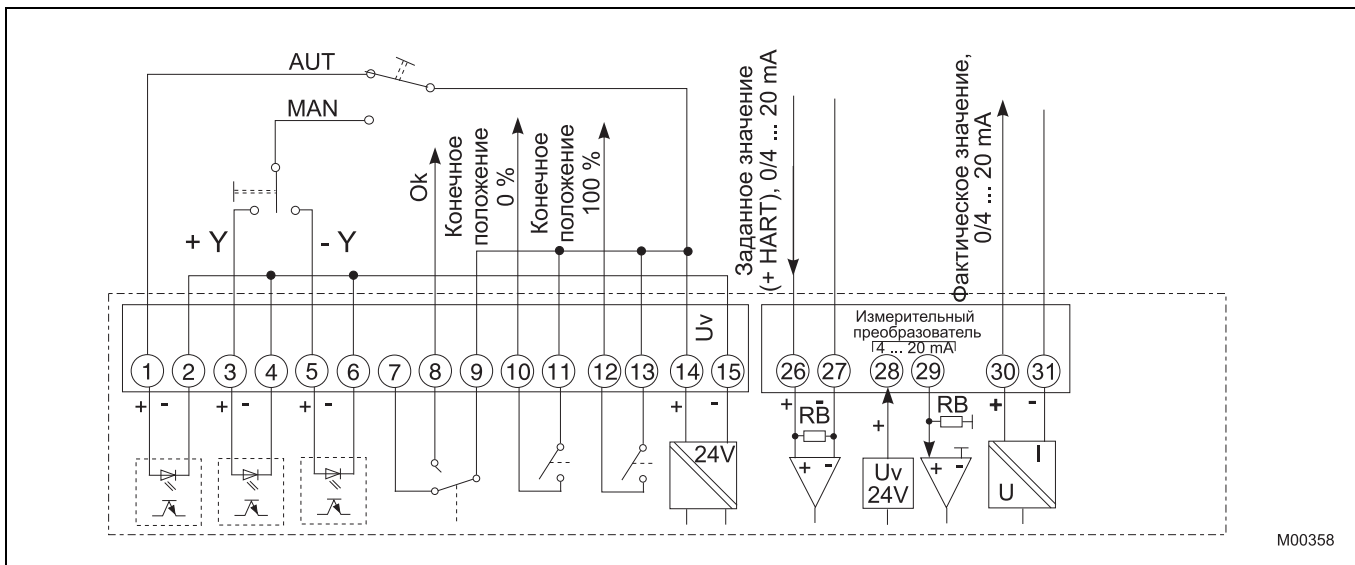 AUT
MAN
+ Y
- Y
Ok
Конечное
положение
0 %
Конечное
положение
100 %
Заданное значение
(+ HART), 0/4 ... 20 mA
Фактическое значение,
0/4 ... 20 mA
Uv
Измерительный
преобразователь
4 ... 20 mA
1 2 3 4 5 6 7 8 9 10 11 12 13 14 15
26 27 28 29 30 31
+ - + - + - + -
+ - + + -
RB
RB
24V
+ -
Uv
24V
+ -
I
U
M00358